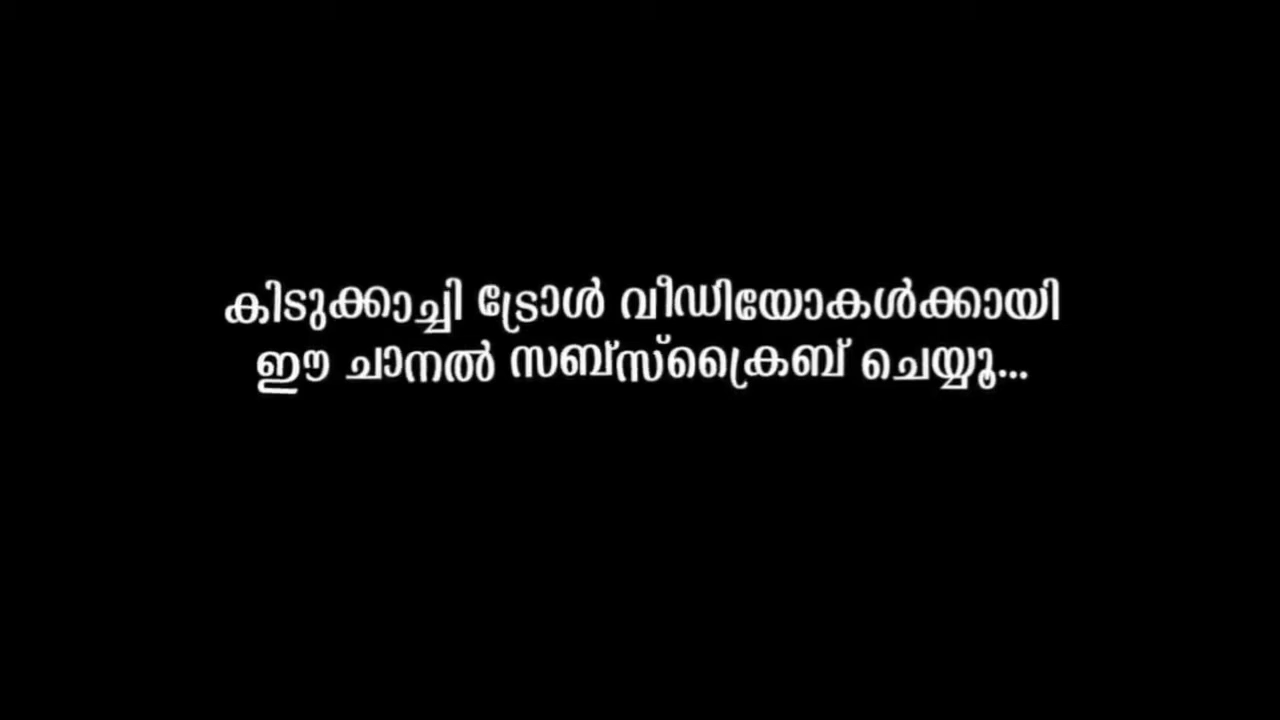 കിടുക്കാച്ചി ട്രോൾ വീഡിയോകൾക്കായി
ഈ ചാനൽ സബ്സ്ക്രൈബ് ചെയ്യൂ...